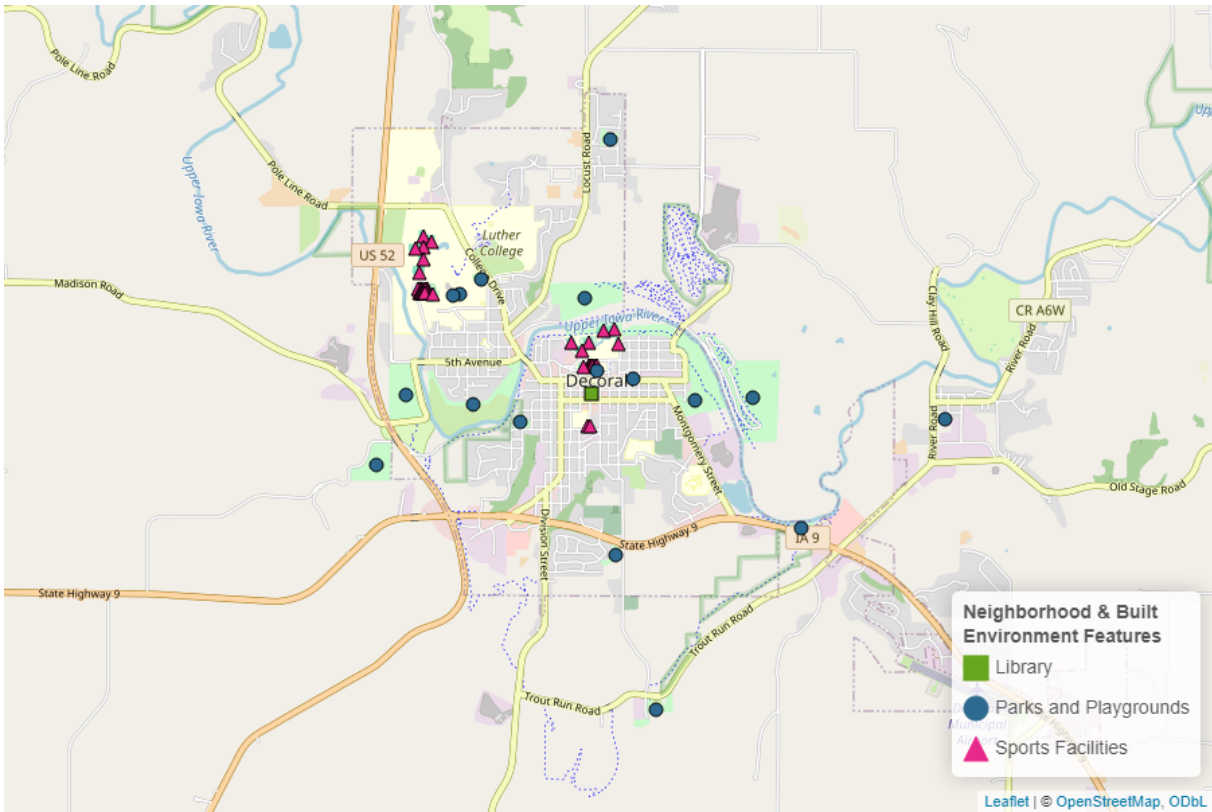 Pole Line Road
Upper Iowa River
Pole Line Road
Locust Road
Luther
College
US 52
College Drive
Madison Road
Upper Iowa River
5th Avenue
Decorah
Clay Hill Road
CR A6W
River Road
River Road
Montgomery Street
Old Stage Road
Division Street
State Highway 9
IA 9
State Highway 9
Trout Run Road
Trout Run Road
Neighborhood & Built
Environment Features
Library
Parks and Playgrounds
Sports Facilities
Leaflet | © OpenStreetMap, ODbL